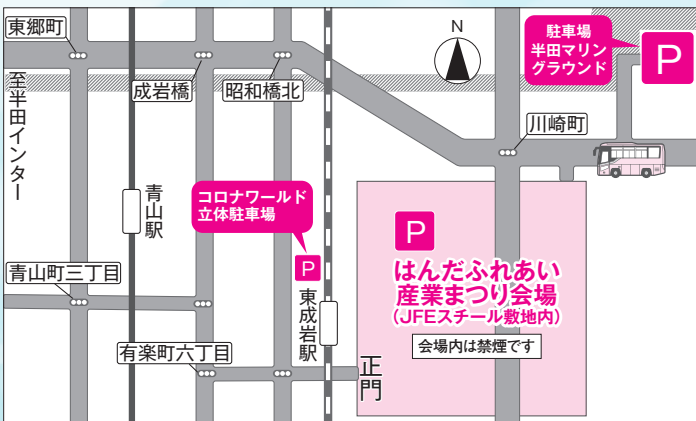 東郷町
成岩橋
昭和橋北
N
駐車場
半田マリン
グラウンド
P
至半田インター
川崎町
青山駅
コロナワールド
立体駐車場
P
P
はんだふれあい
産業まつり会場
(JFEスチール敷地内)
会場内は禁煙です
青山町三丁目
東成岩駅
有楽町六丁目
正門